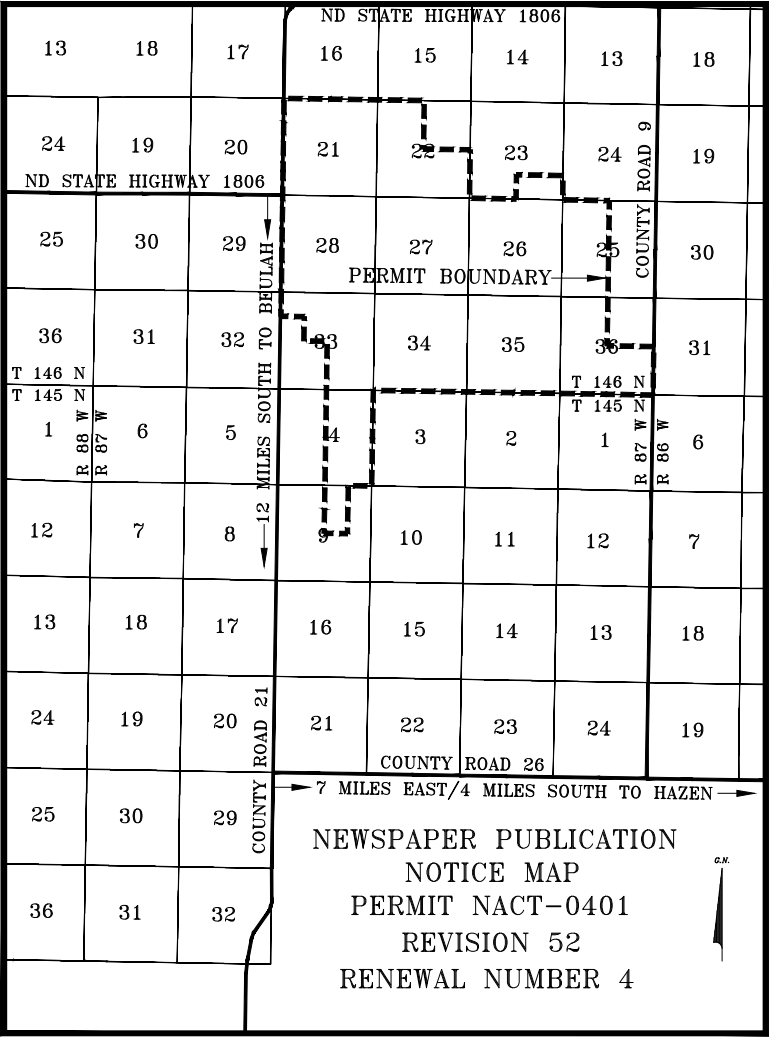 ND STATE HIGHWAY 1806
13 18 17 16 15 14 13 18
24 19 20 21 22 23 24 19
COUNTY ROAD 9
ND STATE HIGHWAY 1806
25 30 29 28 27 26 25 30
PERMIT BOUNDARY
12 MILES SOUTH TO BEULAH
36 31 32 33 34 35 36 31
T 146 N T 146 N
T 145 N T 145 N
1 6 5 4 3 2 1 6
R 88 W
R 87 W
R 87 W
R 86 W
12 7 8 9 10 11 12 7
13 18 17 16 15 14 13 18
24 19 20 21 22 23 24 19
COUNTY ROAD 21
COUNTY ROAD 26
7 MILES EAST/4 MILES SOUTH TO HAZEN
25 30 29
NEWSPAPER PUBLICATION
NOTICE MAP
PERMIT NACT-0401
REVISION 52
RENEWAL NUMBER 4
G.N.
36 31 32